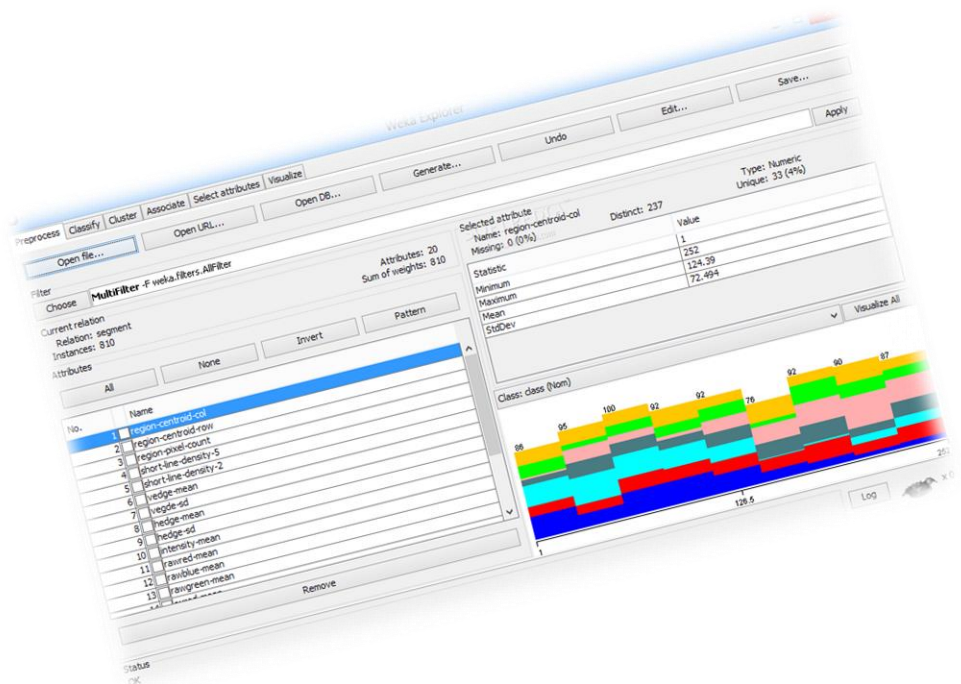 Weka Explorer
Preprocess Classify Cluster Associate Select attributes Visualize
Open file... Open URL... Open DB... Generate... Undo Edit... Save...
Filter
Choose MultiFilter -F weka.filters.AllFilter Apply
Current relation
Relation: segment Attributes: 20
Instances: 810 Sum of weights: 810
Attributes
All None Invert Pattern
No. Name
1 region-centroid-col
2 region-centroid-row
3 region-pixel-count
4 short-line-density-5
5 short-line-density-2
6 vedge-mean
7 vegde-sd
8 hedge-mean
9 hedge-sd
10 intensity-mean
11 rawred-mean
12 rawblue-mean
13 rawgreen-mean
Remove
Selected attribute
Name: region-centroid-col Type: Numeric
Missing: 0 (0%) Distinct: 237 Unique: 33 (4%)
Statistic Value
Minimum 1
Maximum 252
Mean 124.39
StdDev 72.494
Class: class (Nom) Visualize All
95 100 92 92 76 92 90 87
1 126.5
Status
OK
Log